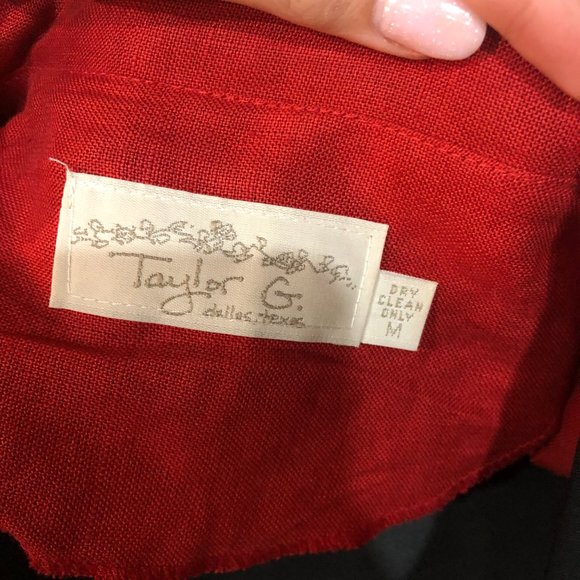 Taylor G.
dallas, texas
DRY
CLEAN
ONLY
M